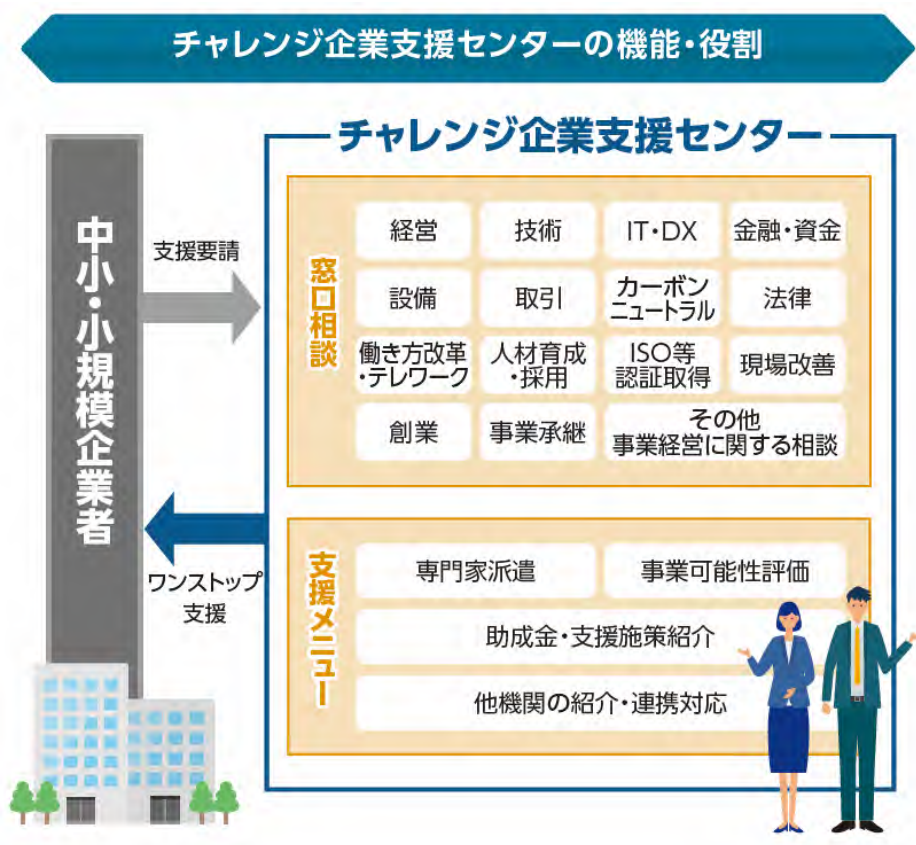 チャレンジ企業支援センターの機能・役割
チャレンジ企業支援センター
中小・小規模企業者
支援要請
ワンストップ
支援
窓口相談
経営
技術
IT・DX
金融・資金
設備
取引
カーボン
ニュートラル
法律
働き方改革
・テレワーク
人材育成
・採用
ISO等
認証取得
現場改善
創業
事業承継
その他
事業経営に関する相談
支援メニュー
専門家派遣
事業可能性評価
助成金・支援施策紹介
他機関の紹介・連携対応